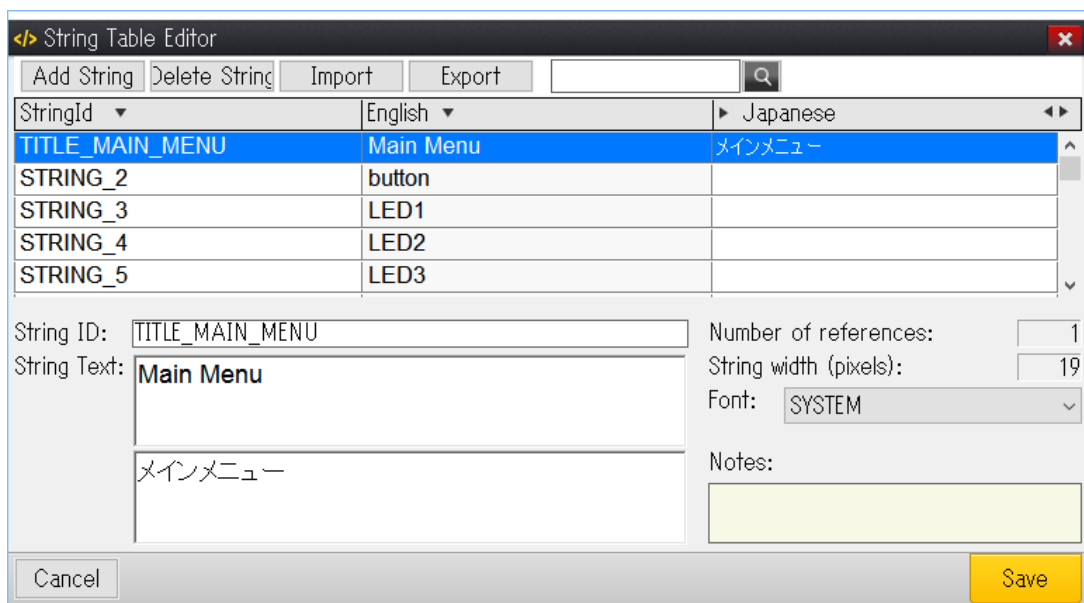 </> String Table Editor
Add String Delete String Import Export
StringId ▼ English ▼ ▶ Japanese ◀▶
TITLE_MAIN_MENU Main Menu メインメニュー
STRING_2 button
STRING_3 LED1
STRING_4 LED2
STRING_5 LED3
String ID: TITLE_MAIN_MENU Number of references: 1
String Text: Main Menu String width (pixels): 19
Font: SYSTEM
メインメニュー Notes:
Cancel Save